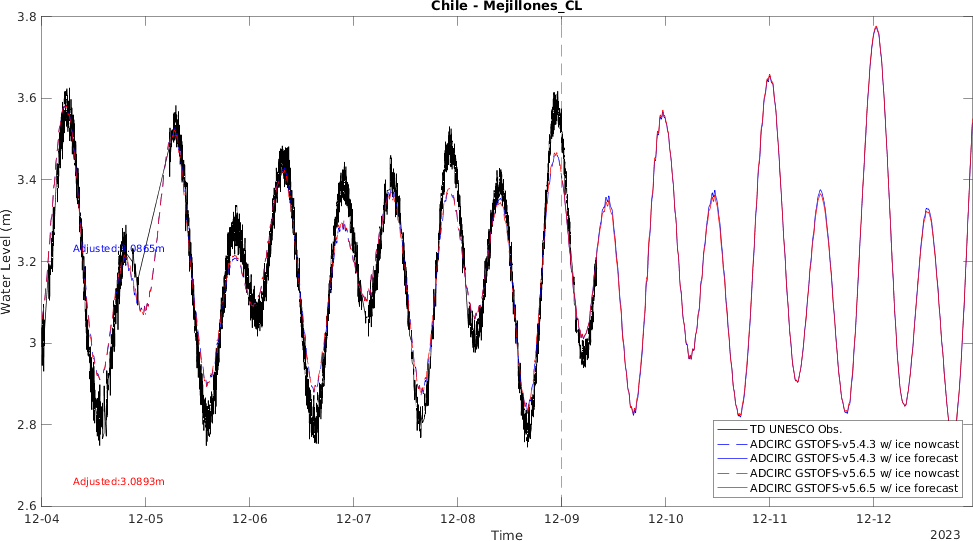 Chile - Mejillones_CL
3.8
3.6
3.4
3.2
3
2.8
2.6
Water Level (m)
Adjusted:3.0865m
Adjusted:3.0893m
TD UNESCO Obs.
ADCIRC GSTOFS-v5.4.3 w/ ice nowcast
ADCIRC GSTOFS-v5.4.3 w/ ice forecast
ADCIRC GSTOFS-v5.6.5 w/ ice nowcast
ADCIRC GSTOFS-v5.6.5 w/ ice forecast
12-04 12-05 12-06 12-07 12-08 12-09 12-10 12-11 12-12
Time
2023